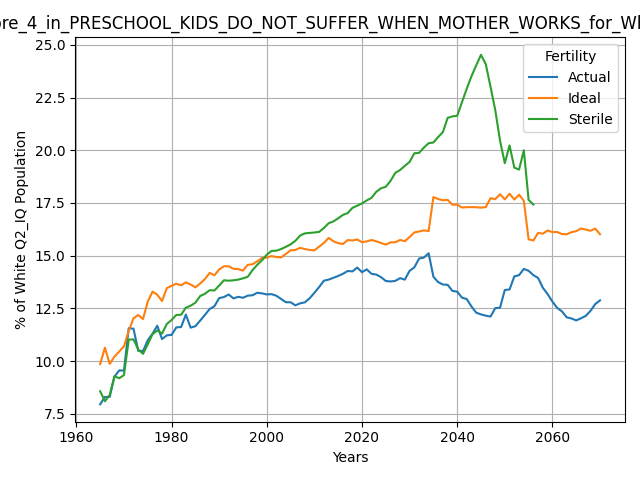 ore_4_in_PRESCHOOL_KIDS_DO_NOT_SUFFER_WHEN_MOTHER_WORKS_for_Wh
25.0
22.5
20.0
17.5
15.0
12.5
10.0
7.5
% of White Q2_IQ Population
Fertility
Actual
Ideal
Sterile
1960 1980 2000 2020 2040 2060
Years